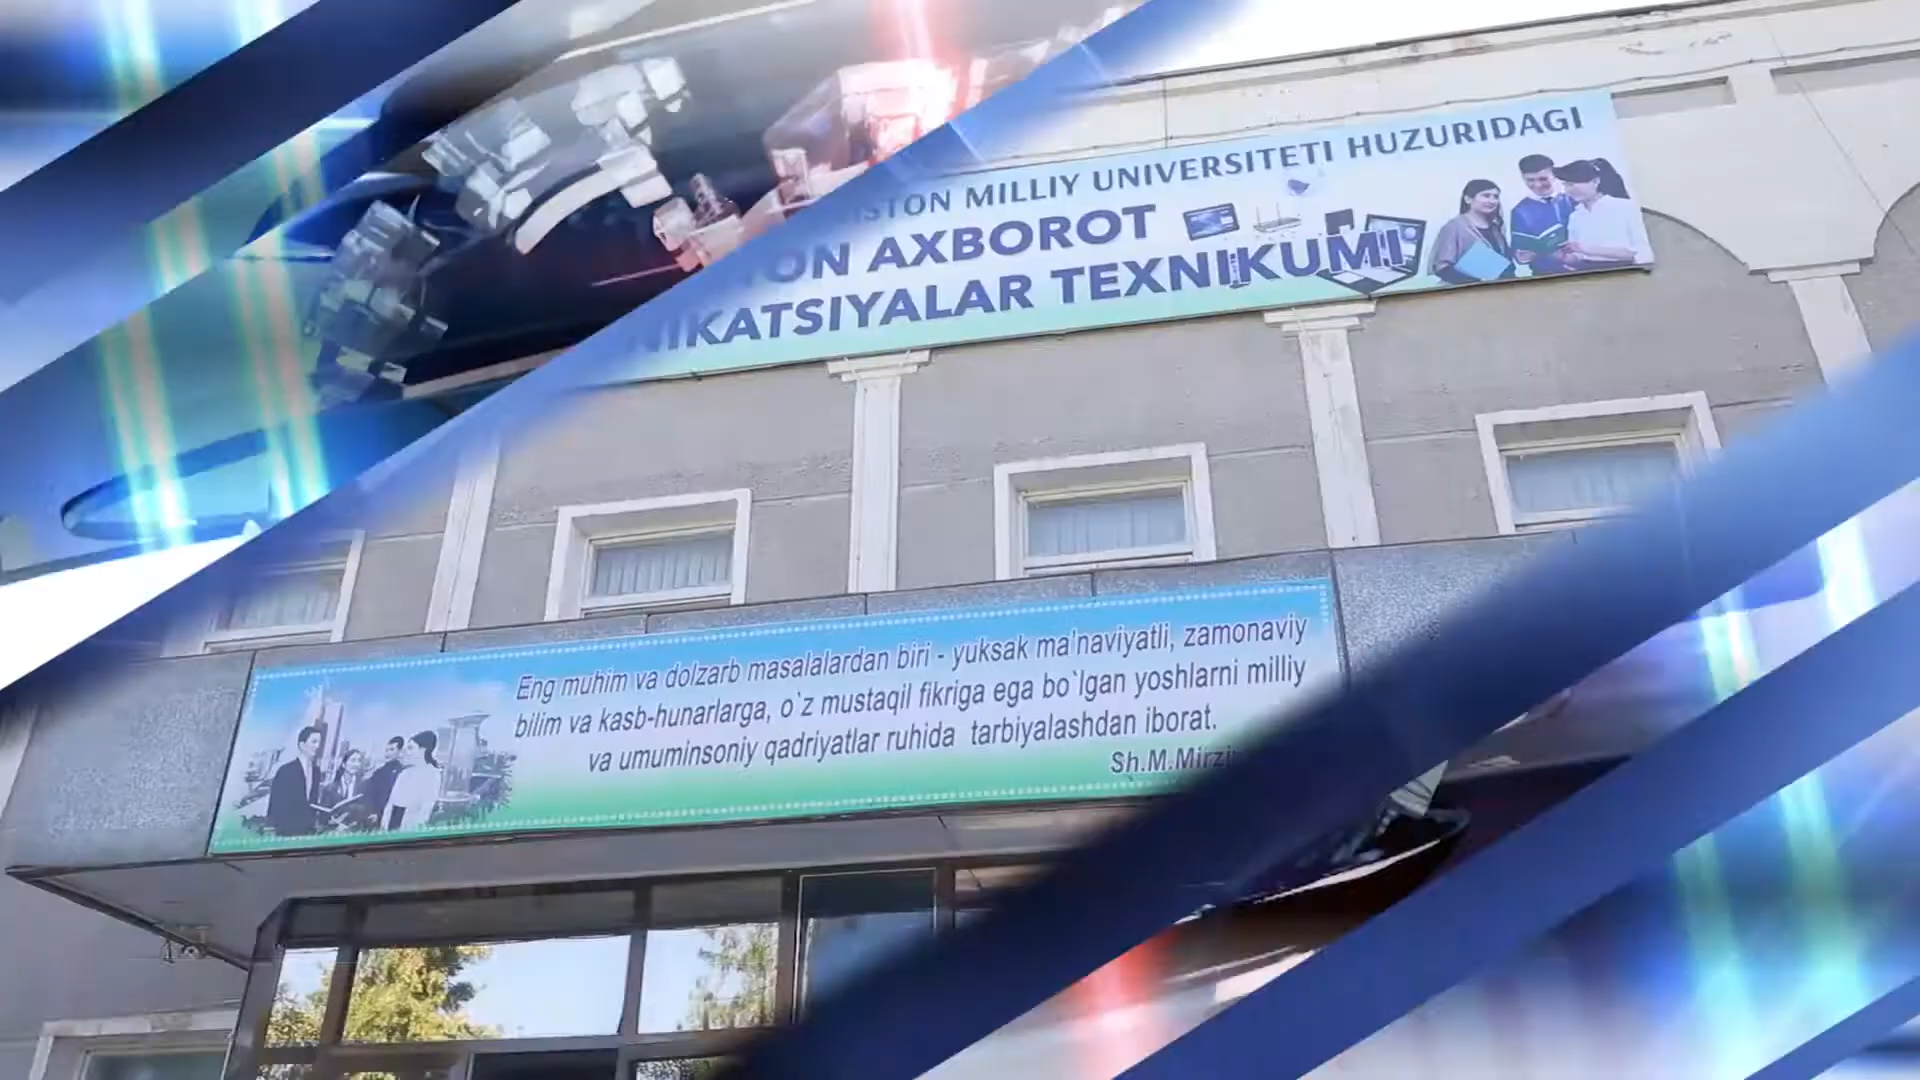 MILLIY UNIVERSITETI HUZURIDAGI
AXBOROT
TEXNIKUMI
Eng muhim va dolzarb masalalardan biri - yuksak ma'naviyatli, zamonaviy
bilim va kasb-hunarlarga, o`z mustaqil fikriga ega bo`lgan yoshlarni milliy
va umuminsoniy qadriyatlar ruhida tarbiyalashdan iborat.